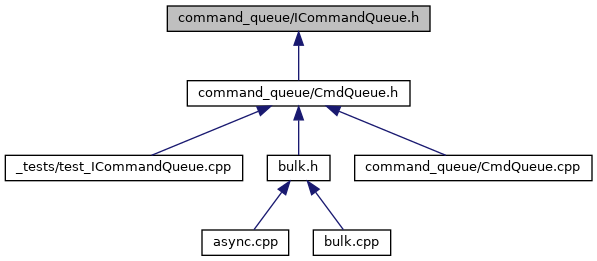 command_queue/ICommandQueue.h
command_queue/CmdQueue.h
_tests/test_ICommandQueue.cpp
bulk.h
command_queue/CmdQueue.cpp
async.cpp
bulk.cpp